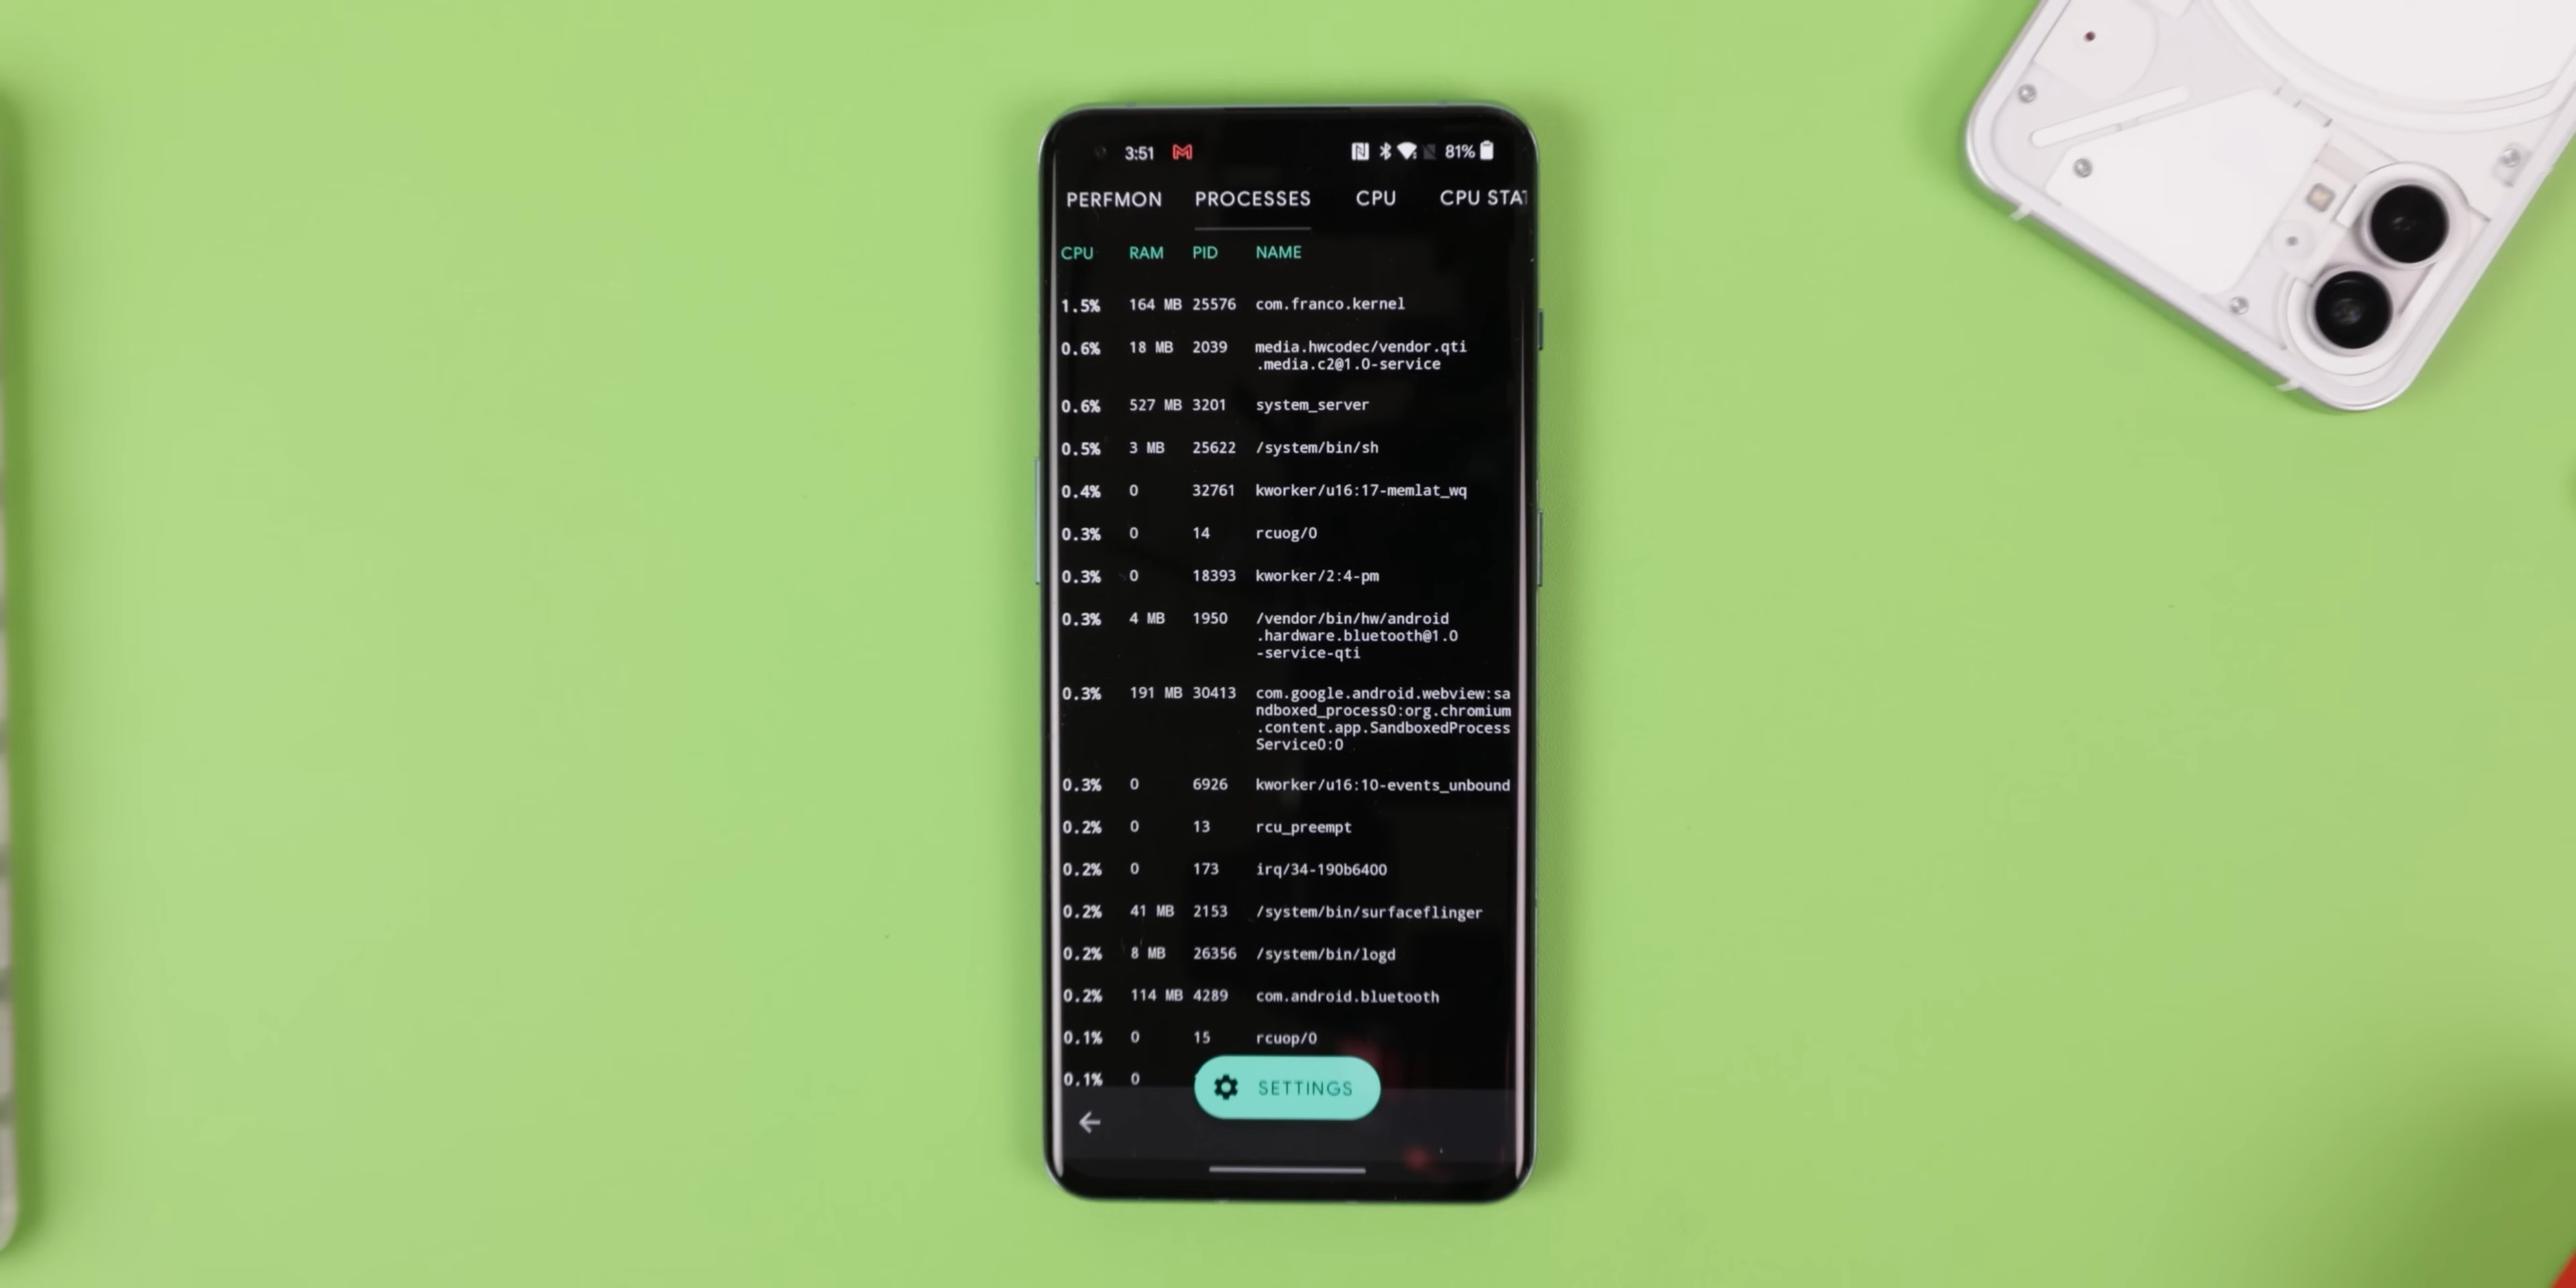 3:51 81%
PERFMON PROCESSES CPU CPU STAT
CPU RAM PID NAME
1.5% 164 MB 25576 com.franco.kernel
0.6% 18 MB 2039 media.hwcodec/vendor.qti
.media.c2@1.0-service
0.6% 527 MB 3201 system_server
0.5% 3 MB 25622 /system/bin/sh
0.4% 0 32761 kworker/u16:17-memlat_wq
0.3% 0 14 rcuog/0
0.3% 0 18393 kworker/2:4-pm
0.3% 4 MB 1950 /vendor/bin/hw/android
.hardware.bluetooth@1.0
-service-qti
0.3% 191 MB 30413 com.google.android.webview:sa
ndboxed_process0:org.chromium
.content.app.SandboxedProcess
Service0:0
0.3% 0 6926 kworker/u16:10-events_unbound
0.2% 0 13 rcu_preempt
0.2% 0 173 irq/34-190b6400
0.2% 41 MB 2153 /system/bin/surfaceflinger
0.2% 8 MB 26356 /system/bin/logd
0.2% 114 MB 4289 com.android.bluetooth
0.1% 0 15 rcuop/0
0.1% 0
SETTINGS